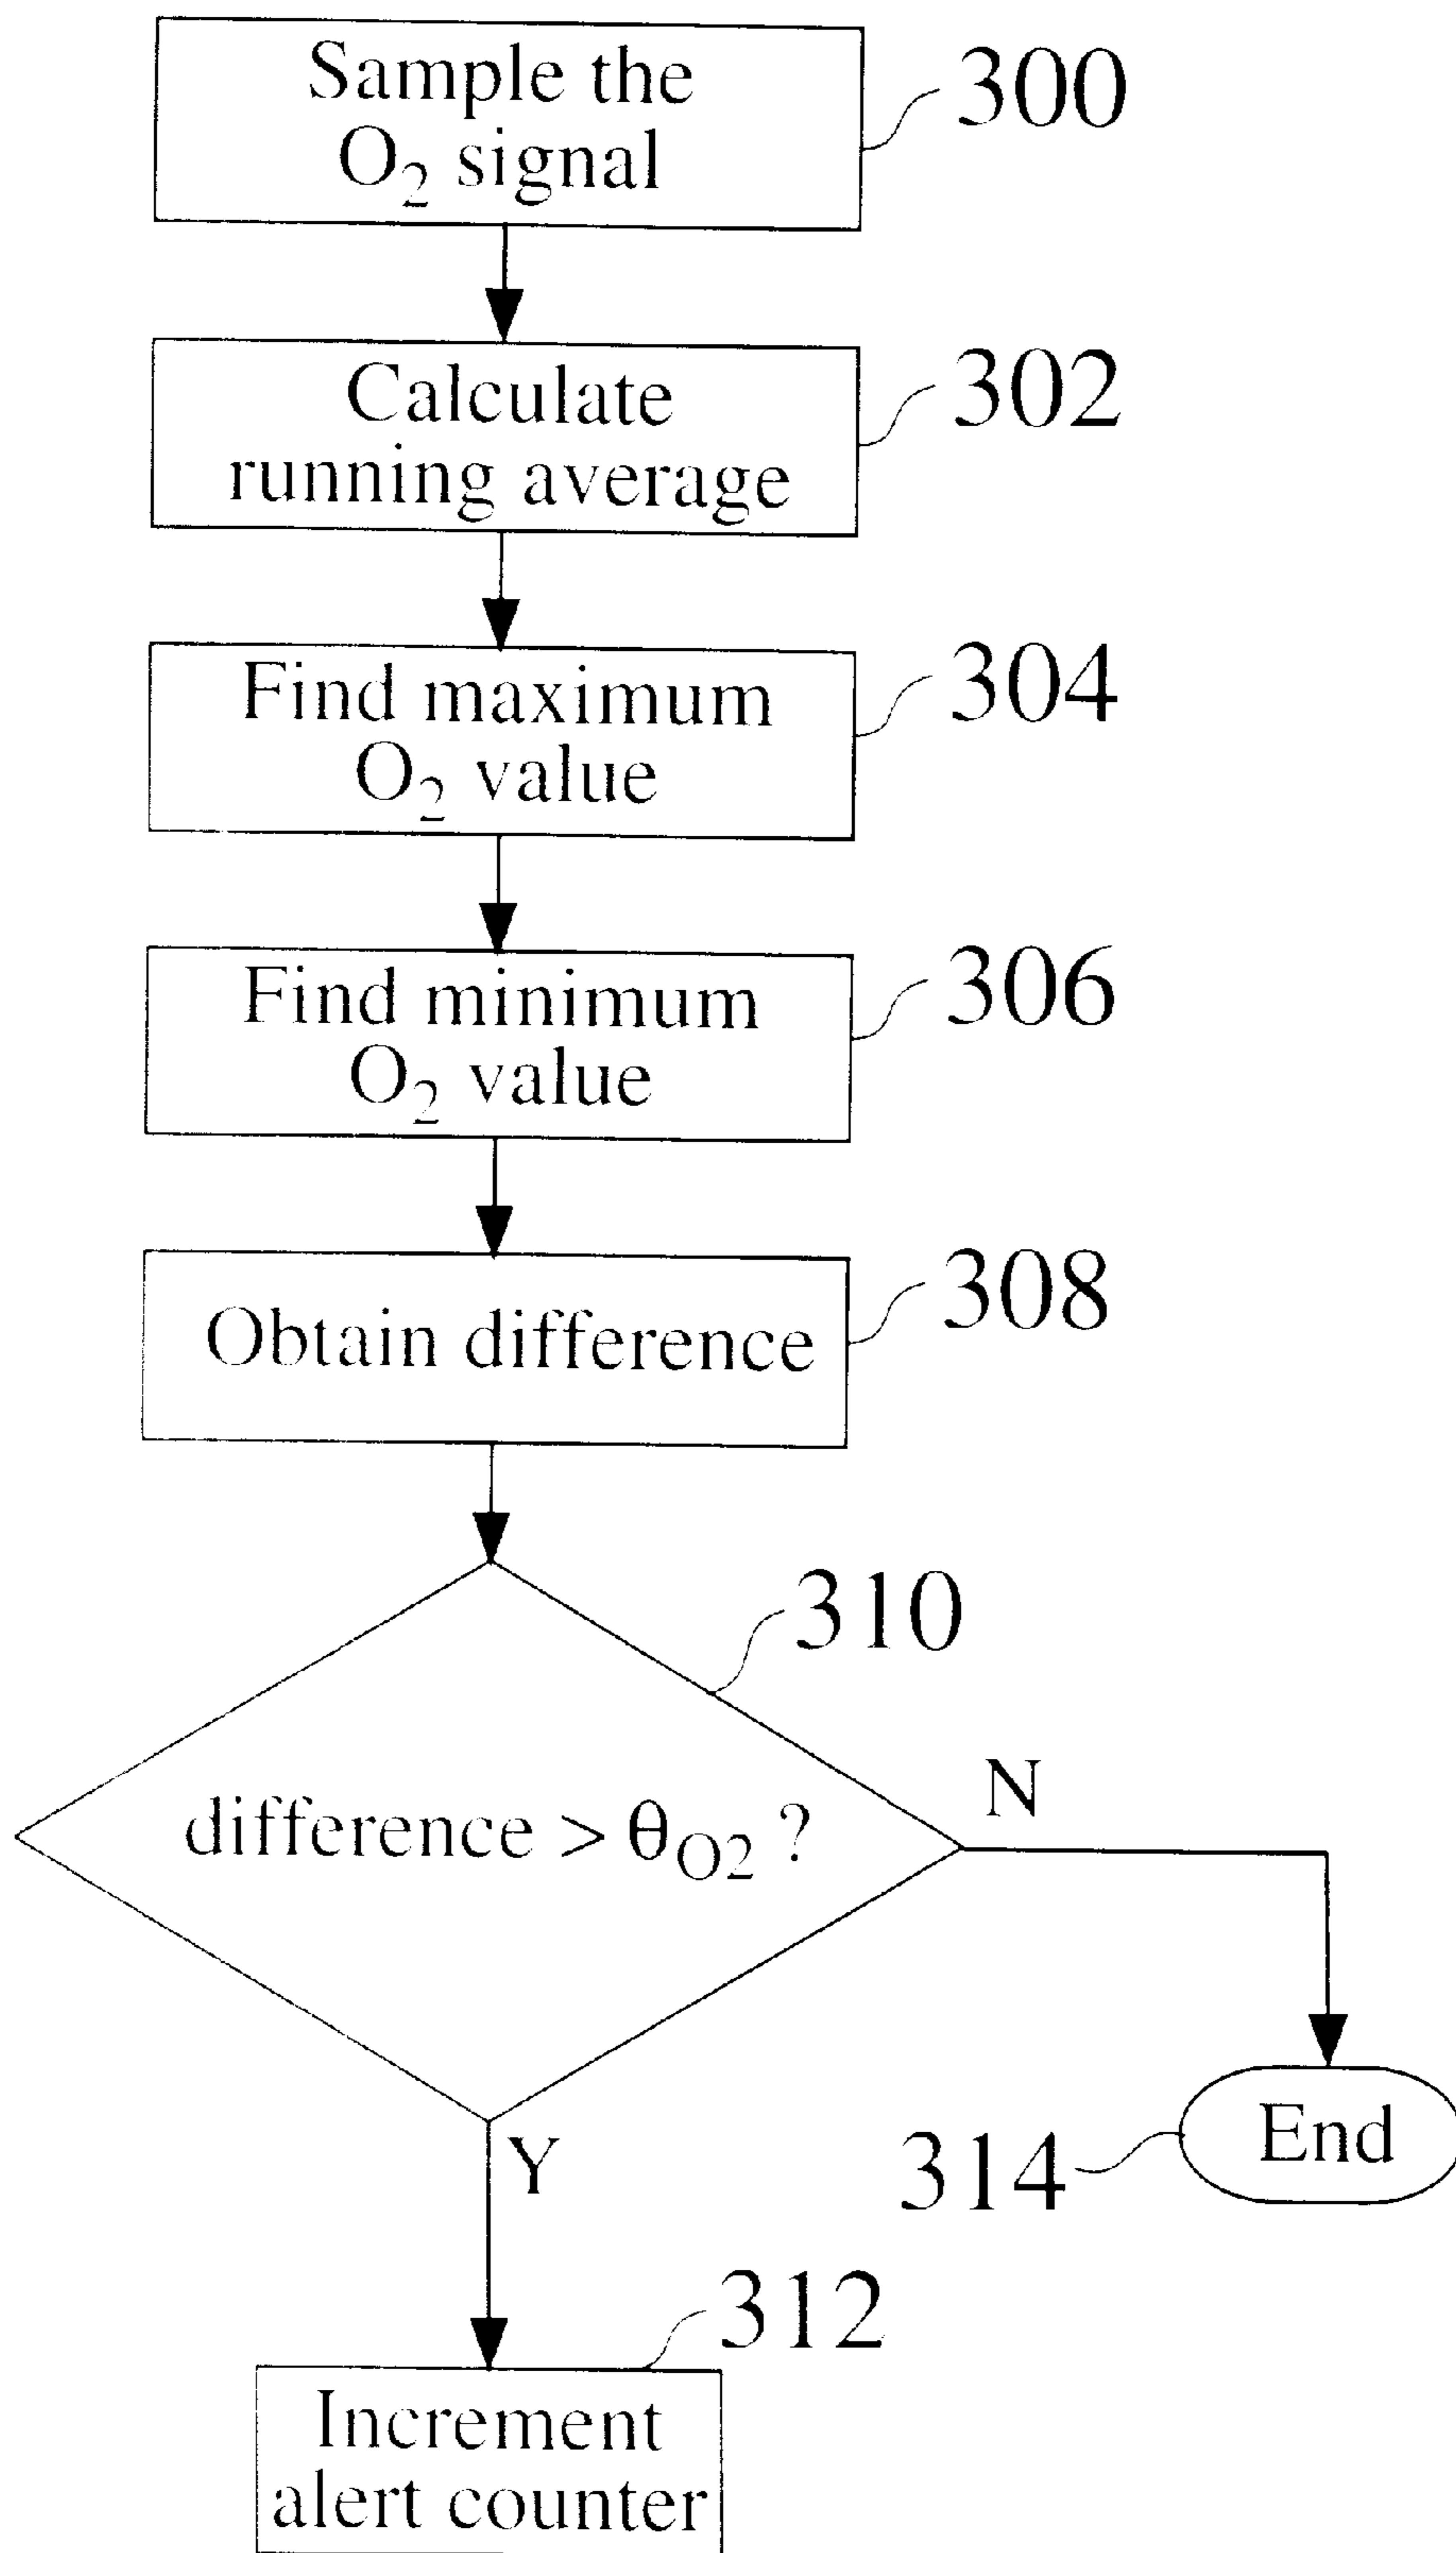 Sample the
O₂ signal
300
Calculate
running average
302
Find maximum
O₂ value
304
Find minimum
O₂ value
306
Obtain difference
308
310
difference > θO2 ?
N
Y
End
314
312
Increment
alert counter